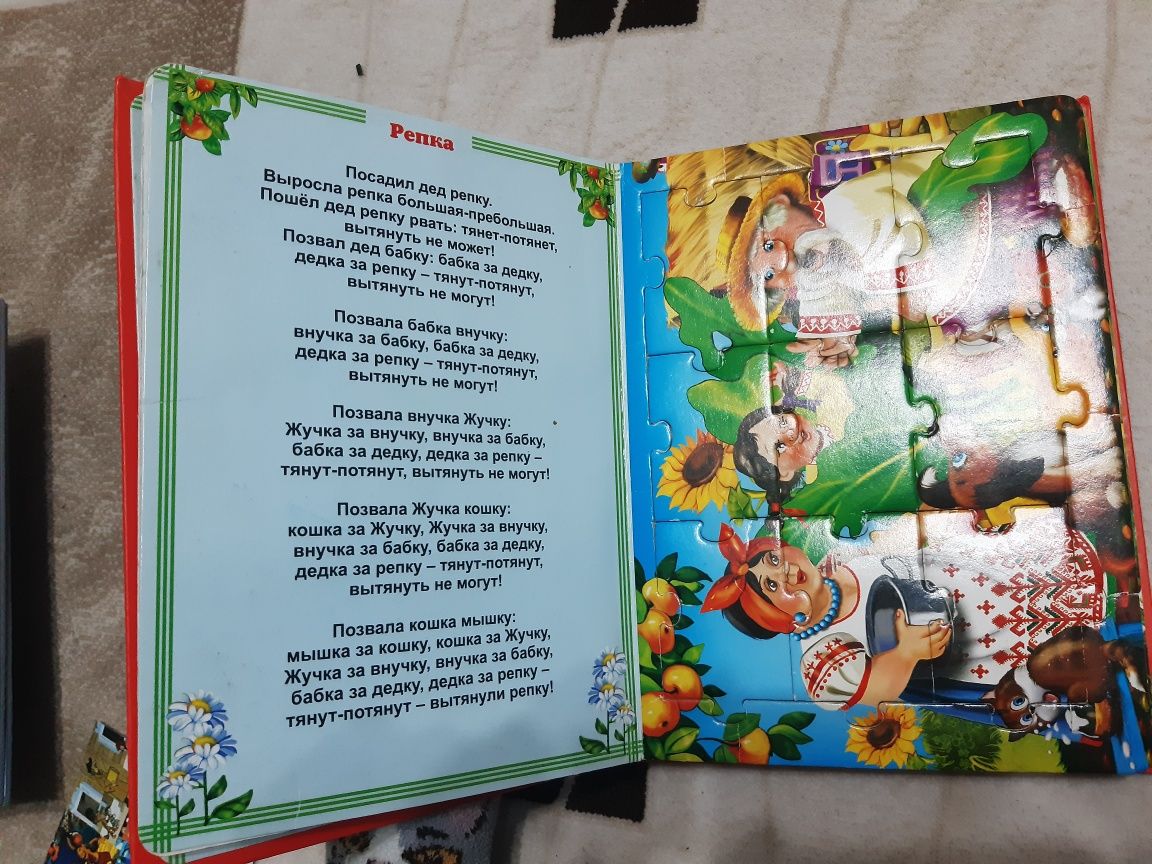 Репка
Посадил дед репку.
Выросла репка большая-пребольшая.
Пошёл дед репку рвать: тянет-потянет,
вытянуть не может!
Позвал дед бабку: бабка за дедку,
дедка за репку – тянут-потянут,
вытянуть не могут!
Позвала бабка внучку:
внучка за бабку, бабка за дедку,
дедка за репку – тянут-потянут,
вытянуть не могут!
Позвала внучка Жучку:
Жучка за внучку, внучка за бабку,
бабка за дедку, дедка за репку –
тянут-потянут, вытянуть не могут!
Позвала Жучка кошку:
кошка за Жучку, Жучка за внучку,
внучка за бабку, бабка за дедку,
дедка за репку – тянут-потянут,
вытянуть не могут!
Позвала кошка мышку:
мышка за кошку, кошка за Жучку,
Жучка за внучку, внучка за бабку,
бабка за дедку, дедка за репку –
тянут-потянут – вытянули репку!